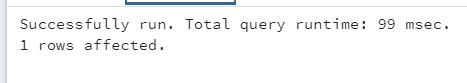 Successfully run. Total query runtime: 99 msec.
1 rows affected.